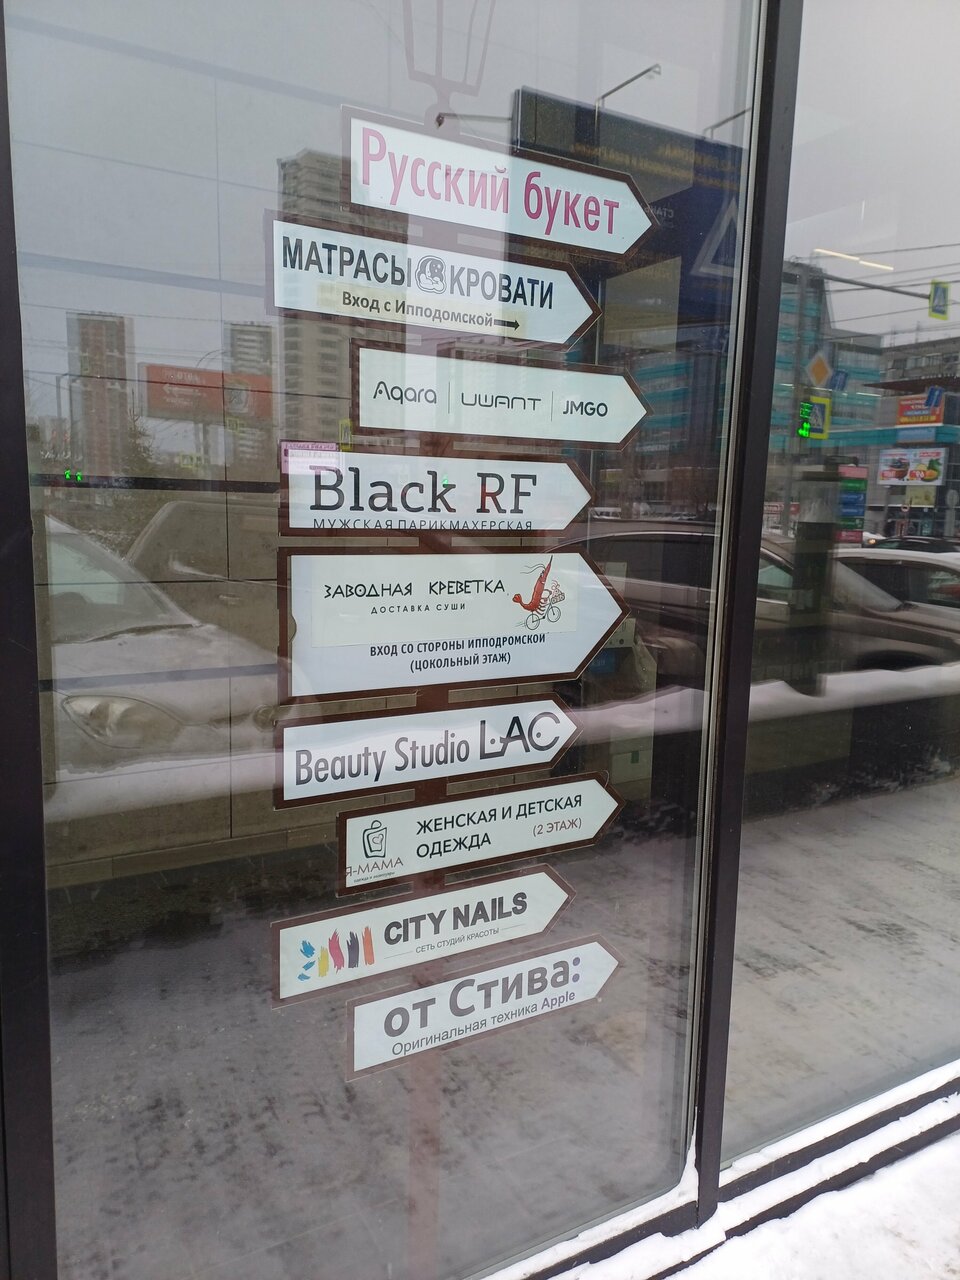 Русский букет
МАТРАСЫ КРОВАТИ
Вход с Ипподомской
Aqara | UWANT | JMGO
Black RF
МУЖСКАЯ ПАРИКМАХЕРСКАЯ
ЗАВОДНАЯ КРЕВЕТКА
ДОСТАВКА СУШИ
ВХОД СО СТОРОНЫ ИППОДРОМСКОЙ
(ЦОКОЛЬНЫЙ ЭТАЖ)
Beauty Studio LAC
ЖЕНСКАЯ И ДЕТСКАЯ
ОДЕЖДА (2 ЭТАЖ)
Я-МАМА
одежда и аксессуары
CITY NAILS
СЕТЬ СТУДИЙ КРАСОТЫ
от Стива:
Оригинальная техника Apple